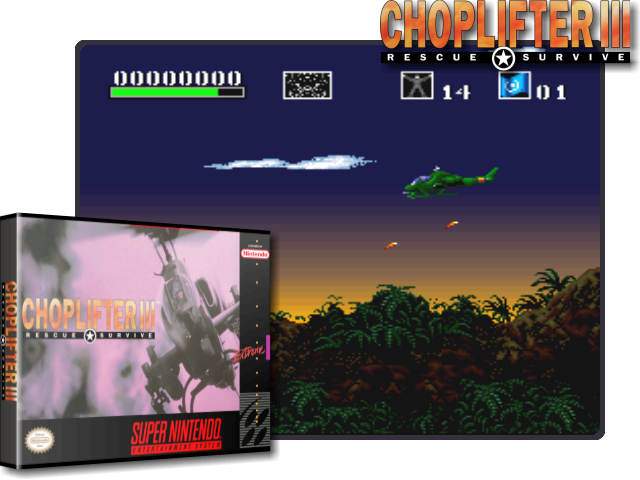 CHOPLIFTER III
RESCUE SURVIVE
00000000
14
01
Nintendo
CHOPLIFTER III
RESCUE SURVIVE
CHOPLIFTER III
Extreme
SUPER NINTENDO
ENTERTAINMENT SYSTEM